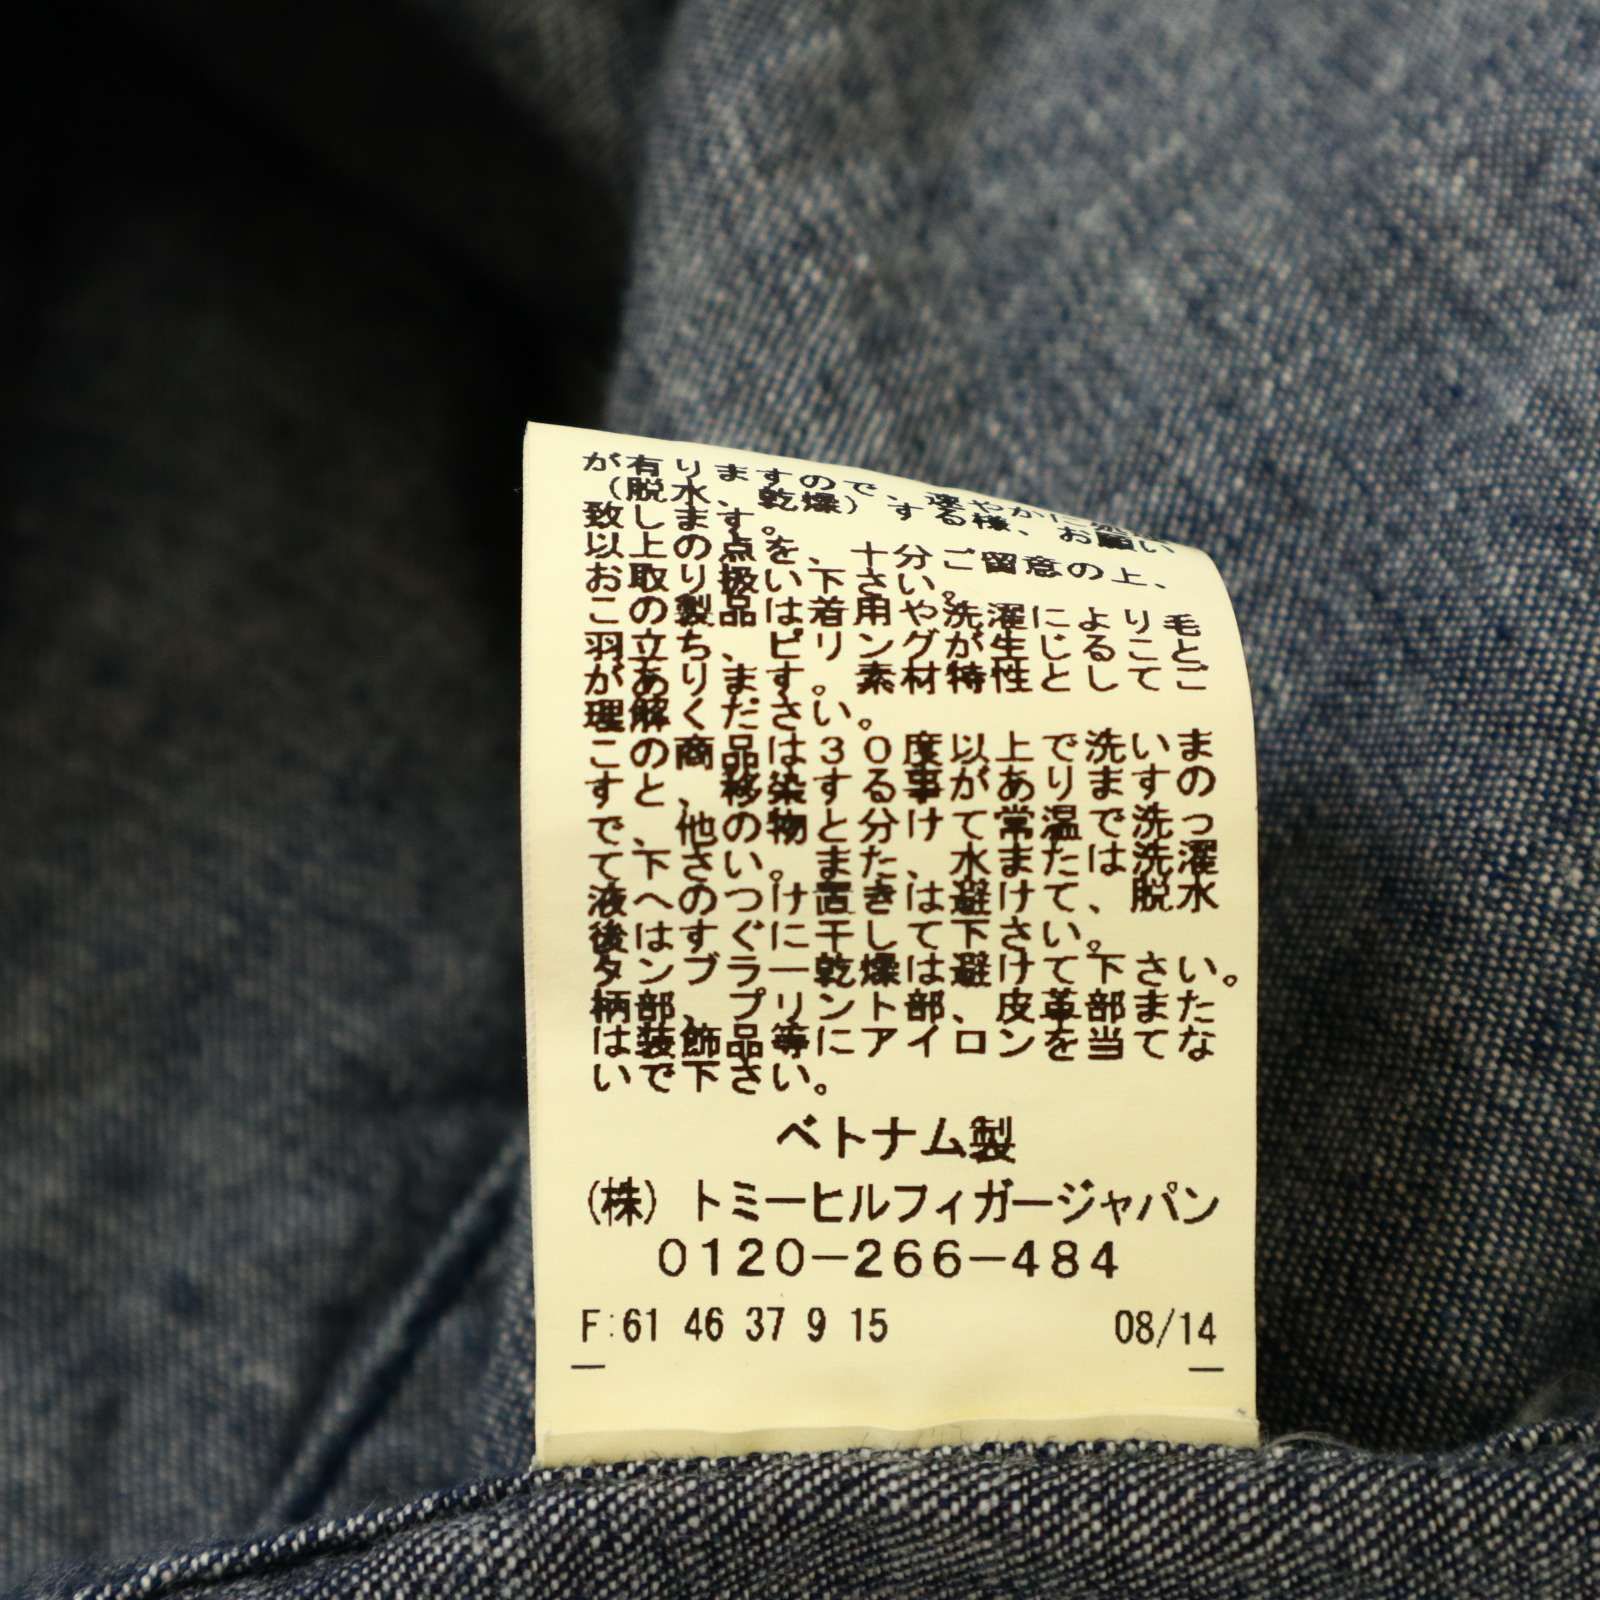 が有りますので、速やかに
（脱水、乾燥）する様、お願い
致します。
以上の点を、十分ご留意の上、
お取り扱い下さい。
この製品は着用や洗濯により毛
羽立ち、ピリングが生じること
があります。素材特性としてご
理解ください。
この商品は３０度以上で洗いま
すと、移染する事がありますの
で、他の物と分けて常温で洗っ
て下さい。また、水または洗濯
液へのつけ置きは避けて、脱水
後はすぐに干して下さい。
タンブラー乾燥は避けて下さい。
柄部、プリント部、皮革部また
は装飾品等にアイロンを当てな
いで下さい。
ベトナム製
(株) トミーヒルフィガージャパン
0120-266-484
F:61 46 37 9 15 08/14